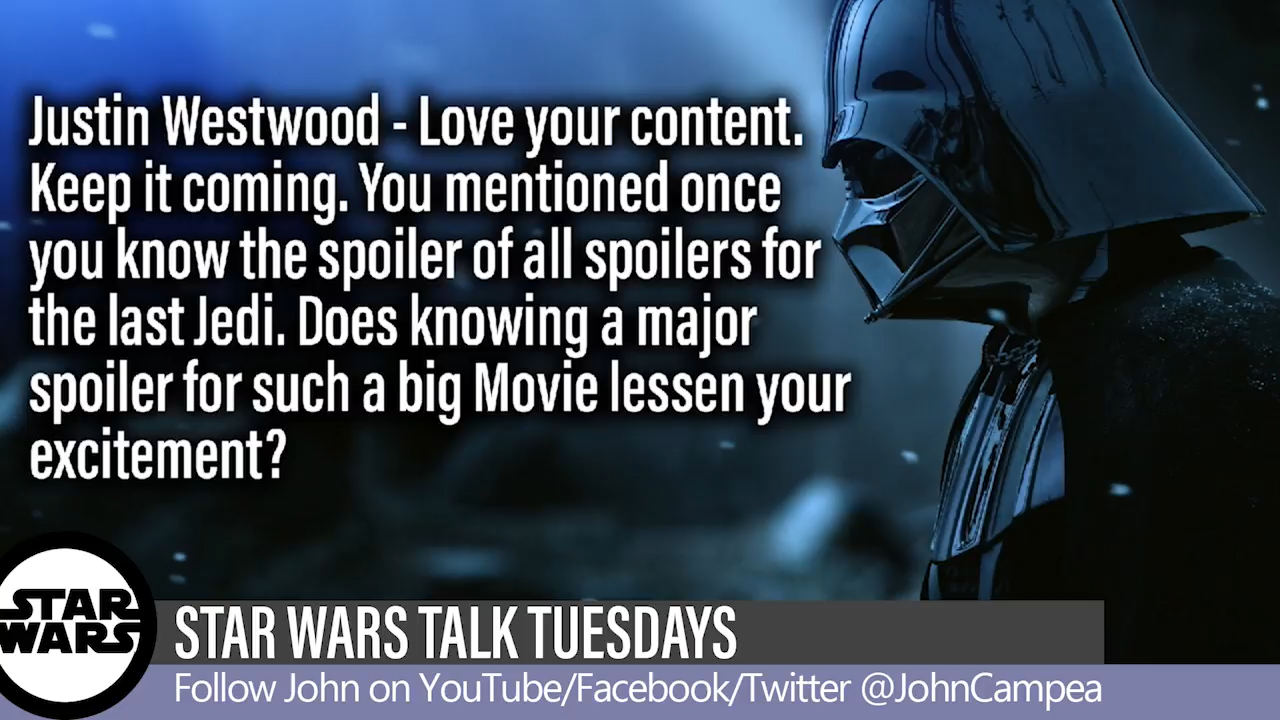 Justin Westwood - Love your content.
Keep it coming. You mentioned once
you know the spoiler of all spoilers for
the last Jedi. Does knowing a major
spoiler for such a big Movie lessen your
excitement?
STAR
WARS
STAR WARS TALK TUESDAYS
Follow John on YouTube/Facebook/Twitter @JohnCampea